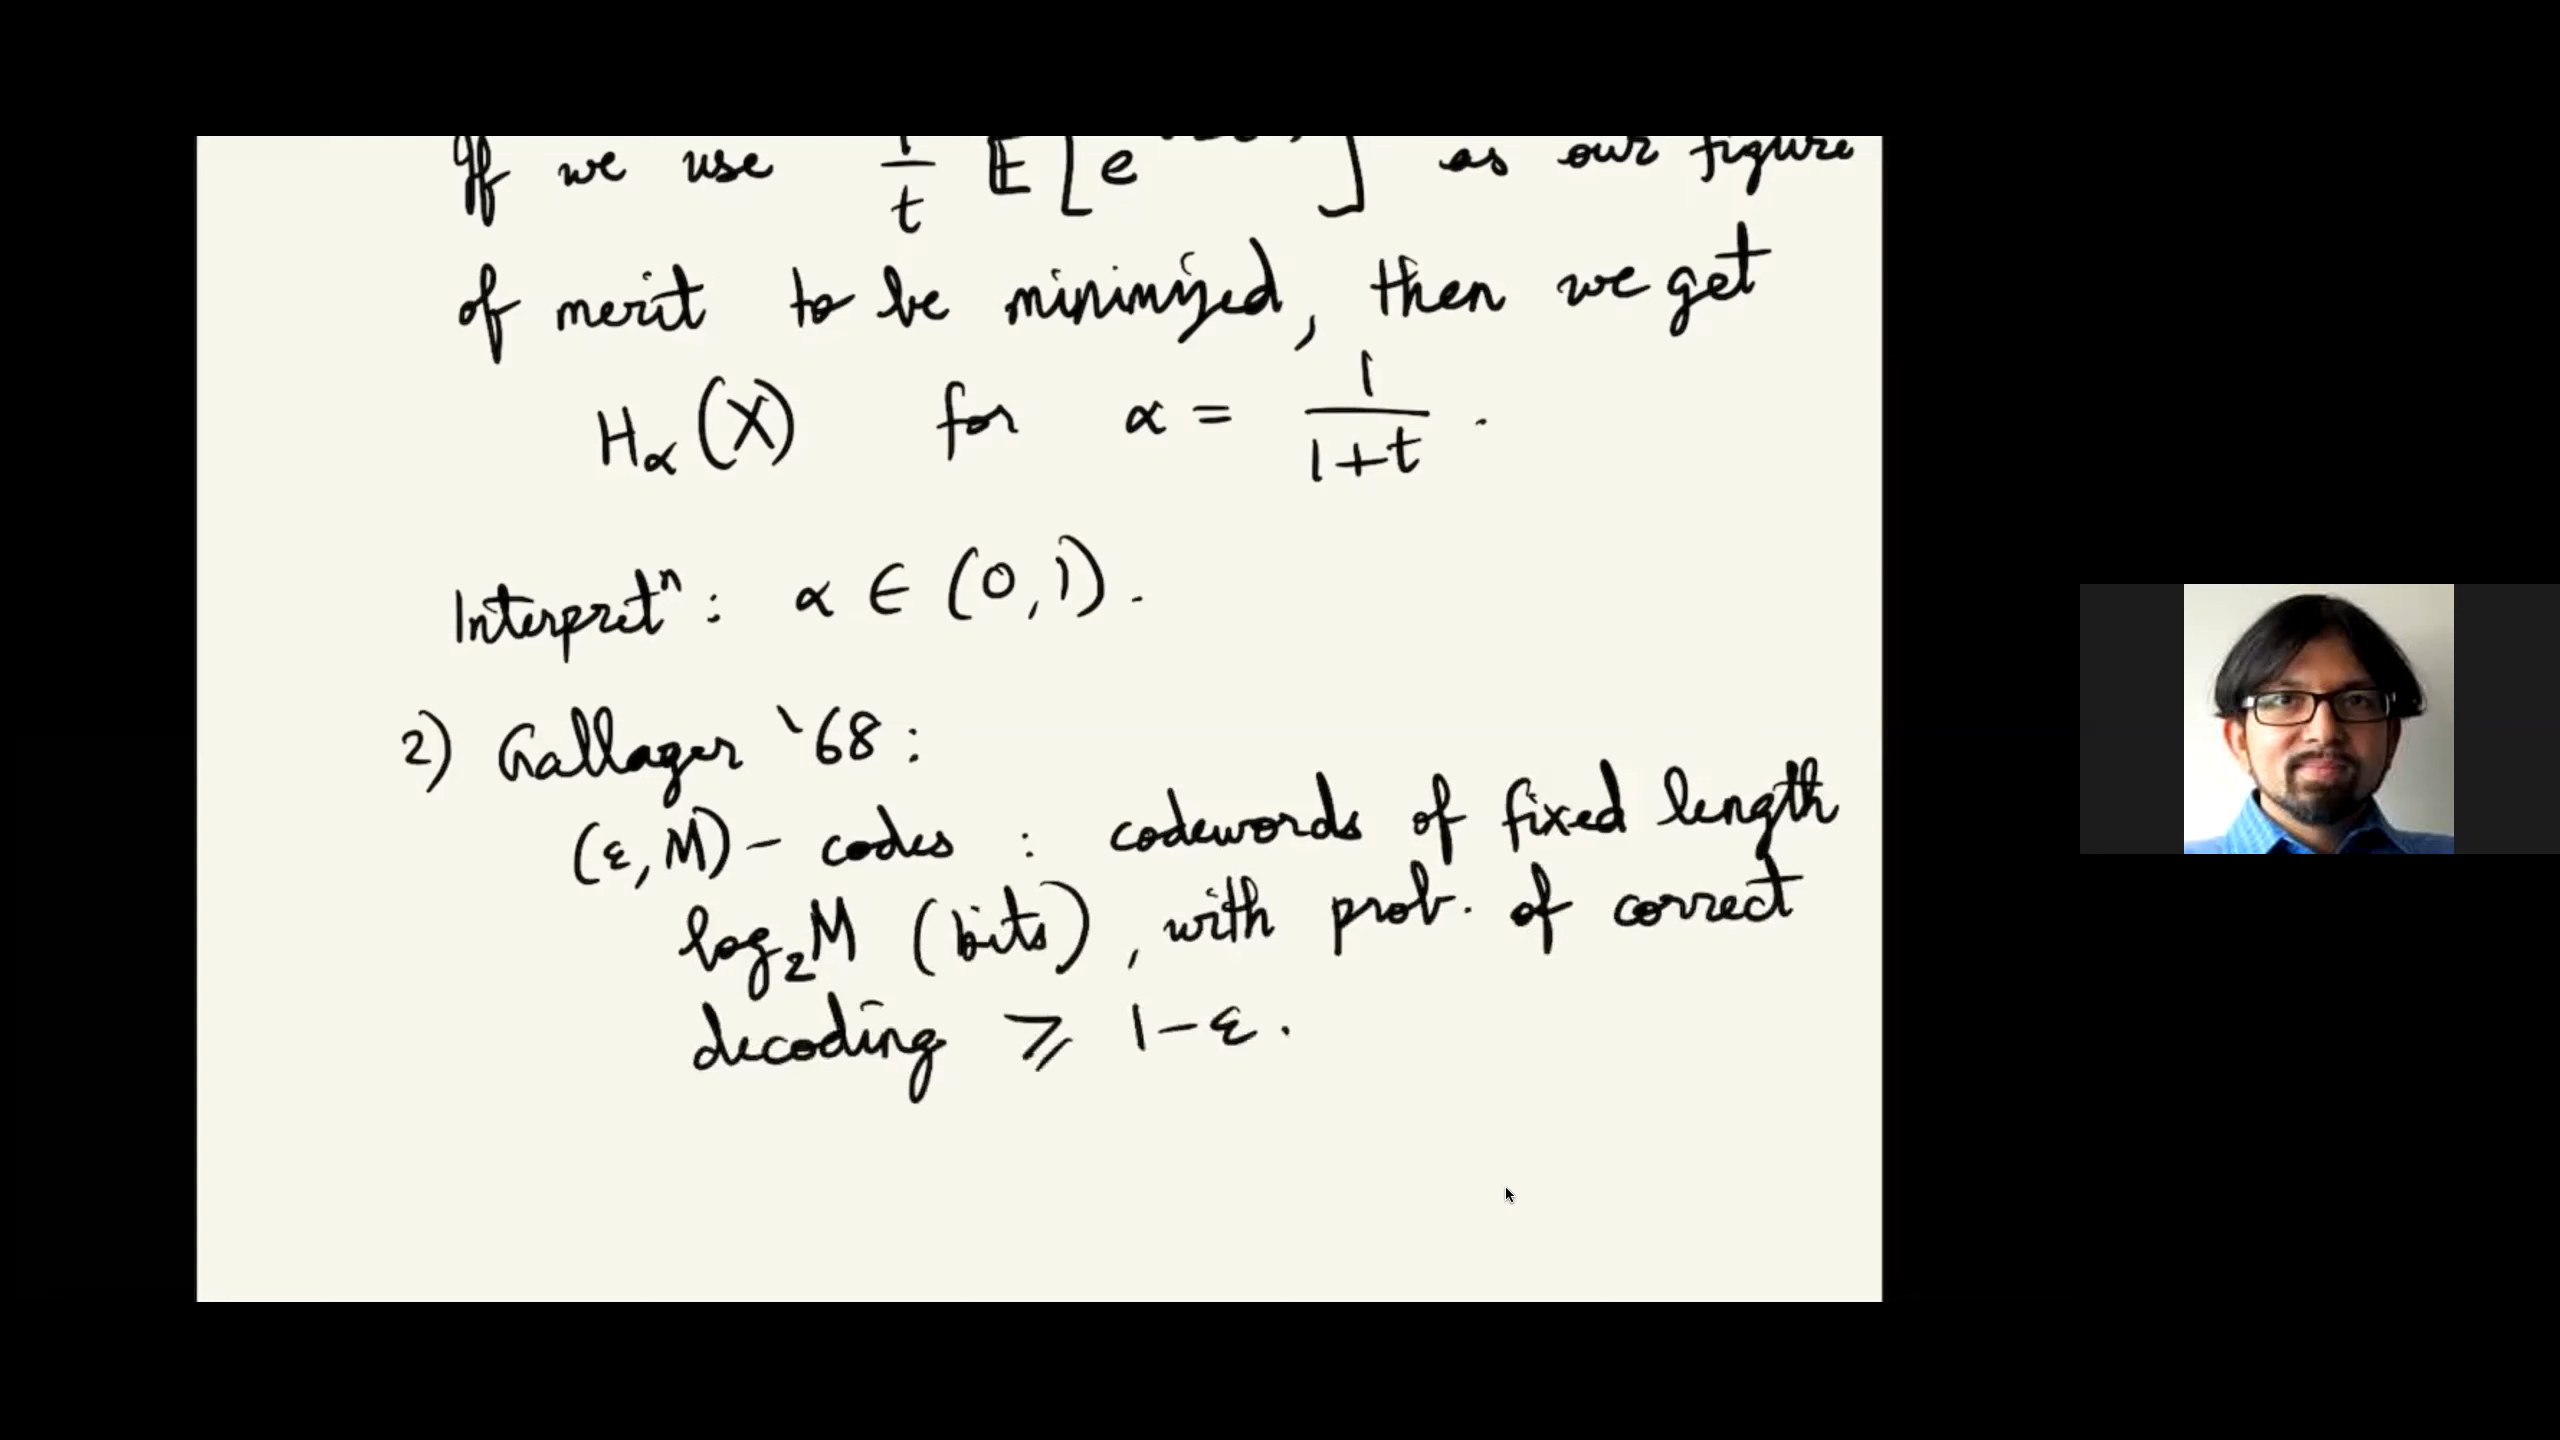 If we use 1/t E[e ] as our figure
of merit to be minimized, then we get
Hα(X) for α = 1/(1+t) .
Interpretⁿ : α ∈ (0,1).
2) Gallager '68 :
(ε, M) - codes : codewords of fixed length
log₂M (bits), with prob. of correct
decoding ⩾ 1-ε.